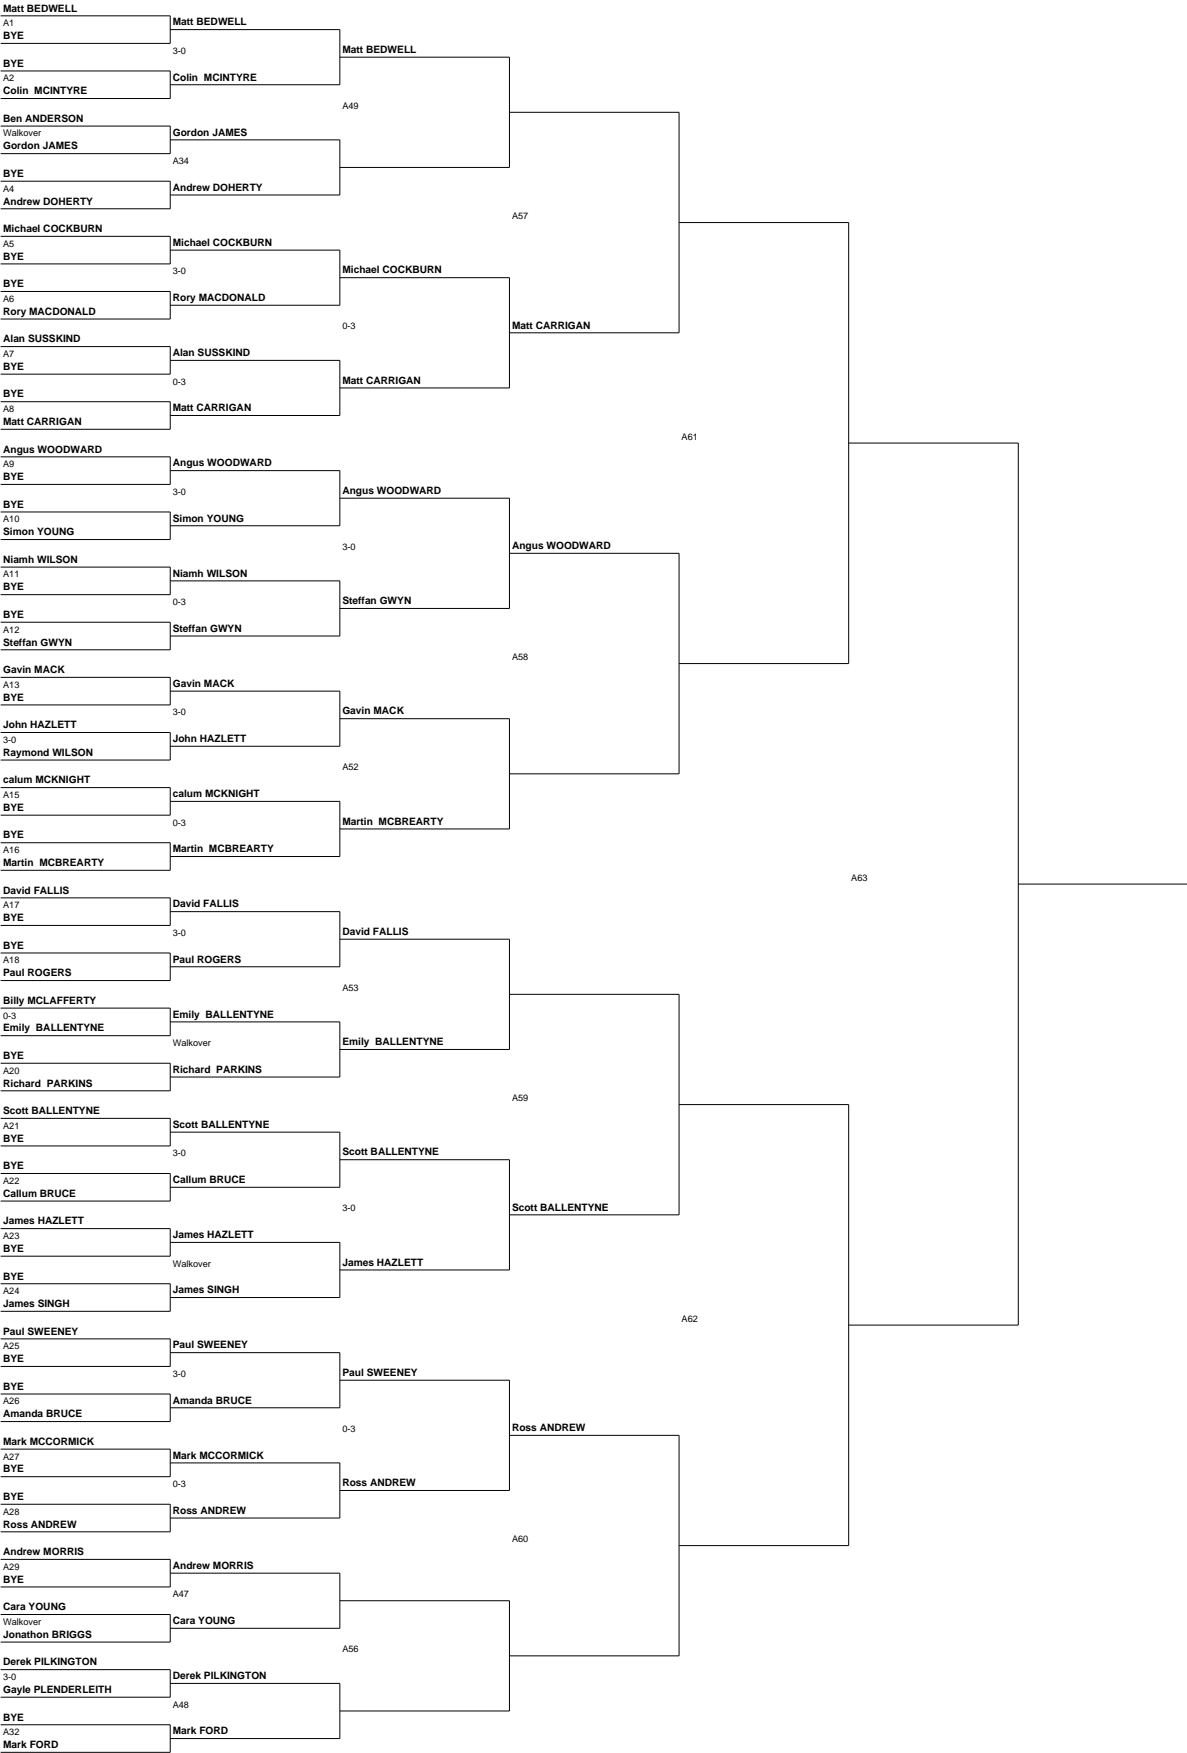 Matt BEDWELL
A1
Matt BEDWELL
BYE
3-0
Matt BEDWELL
BYE
A2
Colin  MCINTYRE
Colin  MCINTYRE
A49
Ben ANDERSON
Walkover
Gordon JAMES
Gordon JAMES
A34
BYE
A4
Andrew DOHERTY
Andrew DOHERTY
A57
Michael COCKBURN
A5
Michael COCKBURN
BYE
3-0
Michael COCKBURN
BYE
A6
Rory MACDONALD
Rory MACDONALD
0-3
Matt CARRIGAN
Alan SUSSKIND
A7
Alan SUSSKIND
BYE
0-3
Matt CARRIGAN
BYE
A8
Matt CARRIGAN
Matt CARRIGAN
A61
Angus WOODWARD
A9
Angus WOODWARD
BYE
3-0
Angus WOODWARD
BYE
A10
Simon YOUNG
Simon YOUNG
3-0
Angus WOODWARD
Niamh WILSON
A11
Niamh WILSON
BYE
0-3
Steffan GWYN
BYE
A12
Steffan GWYN
Steffan GWYN
A58
Gavin MACK
A13
Gavin MACK
BYE
3-0
Gavin MACK
John HAZLETT
3-0
John HAZLETT
Raymond WILSON
A52
calum MCKNIGHT
A15
calum MCKNIGHT
BYE
0-3
Martin  MCBREARTY
BYE
A16
Martin  MCBREARTY
Martin  MCBREARTY
A63
David FALLIS
A17
David FALLIS
BYE
3-0
David FALLIS
BYE
A18
Paul ROGERS
Paul ROGERS
A53
Billy MCLAFFERTY
0-3
Emily  BALLENTYNE
Emily  BALLENTYNE
Walkover
Emily  BALLENTYNE
BYE
A20
Richard  PARKINS
Richard  PARKINS
A59
Scott BALLENTYNE
A21
Scott BALLENTYNE
BYE
3-0
Scott BALLENTYNE
BYE
A22
Callum BRUCE
Callum BRUCE
3-0
Scott BALLENTYNE
James HAZLETT
A23
James HAZLETT
BYE
Walkover
James HAZLETT
BYE
A24
James SINGH
James SINGH
A62
Paul SWEENEY
A25
Paul SWEENEY
BYE
3-0
Paul SWEENEY
BYE
A26
Amanda BRUCE
Amanda BRUCE
0-3
Ross ANDREW
Mark MCCORMICK
A27
Mark MCCORMICK
BYE
0-3
Ross ANDREW
BYE
A28
Ross ANDREW
Ross ANDREW
A60
Andrew MORRIS
A29
Andrew MORRIS
BYE
A47
Cara YOUNG
Walkover
Cara YOUNG
Jonathon BRIGGS
A56
Derek PILKINGTON
3-0
Derek PILKINGTON
Gayle PLENDERLEITH
A48
BYE
A32
Mark FORD
Mark FORD